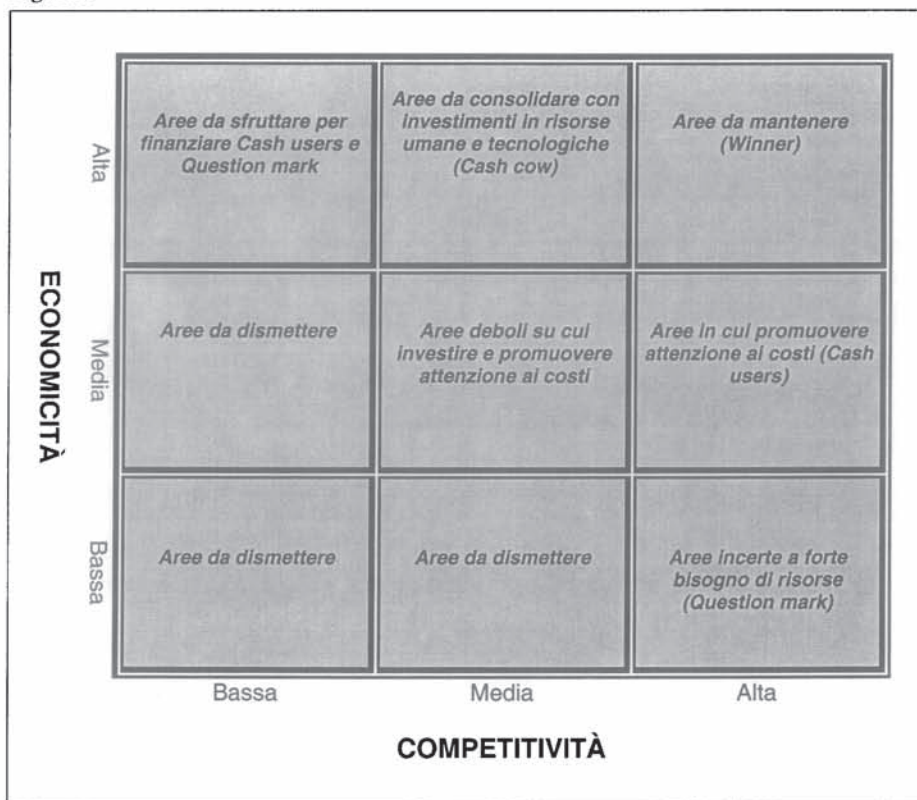 Aree da sfruttare per
finanziare Cash users e
Question mark
Aree da consolidare con
investimenti in risorse
umane e tecnologiche
(Cash cow)
Aree da mantenere
(Winner)
Alta
Aree da dismettere
Aree deboli su cui
investire e promuovere
attenzione ai costi
Aree in cui promuovere
attenzione ai costi (Cash
users)
Media
ECONOMICITÀ
Aree da dismettere
Aree da dismettere
Aree incerte a forte
bisogno di risorse
(Question mark)
Bassa
Bassa
Media
Alta
COMPETITIVITÀ